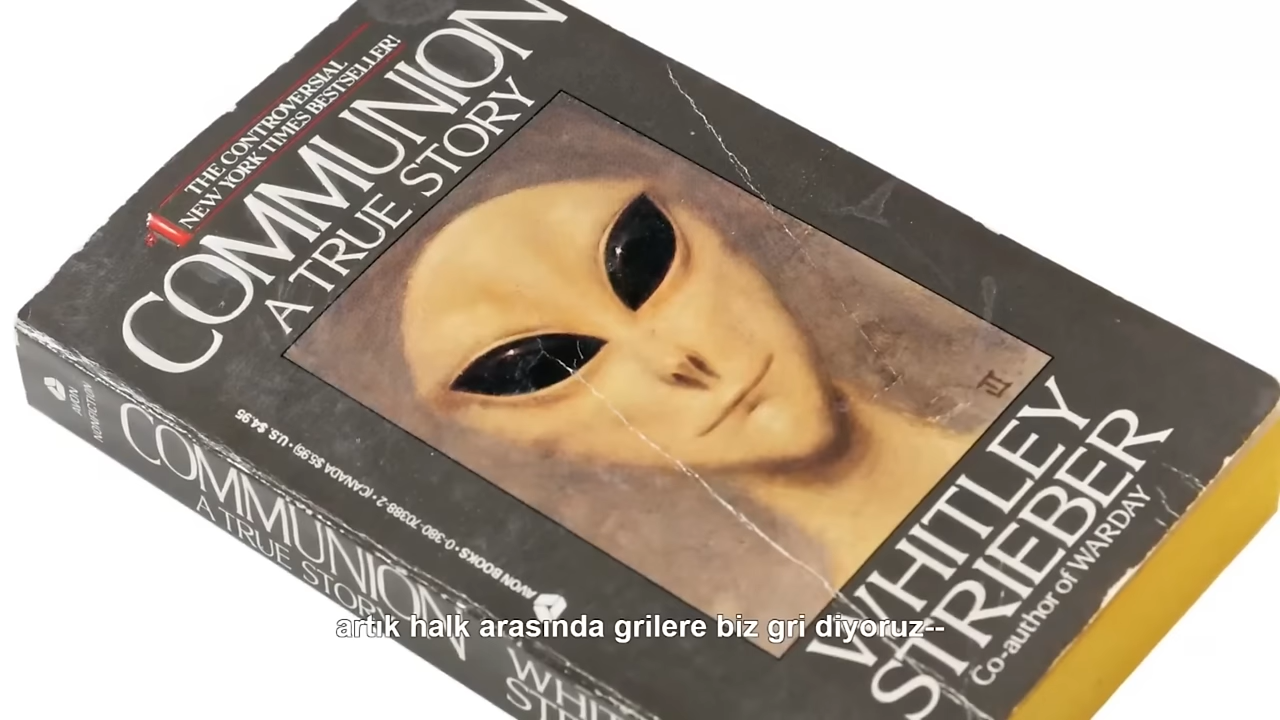 THE CONTROVERSIAL
NEW YORK TIMES BESTSELLER!
COMMUNION
A TRUE STORY
WHITLEY
STRIEBER
Co-author of WARDAY
AVON BOOKS • 0-380-70388-2 • (CANADA $5.95) • U.S. $4.95
AVON
NONFICTION
COMMUNION
A TRUE STORY
artık halk arasında grilere biz gri diyoruz--